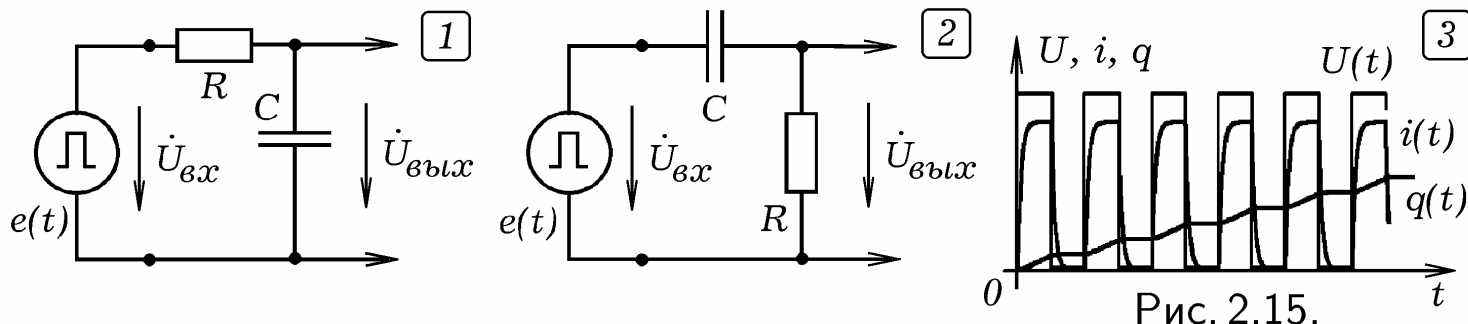 1
R
C
U̇вх
U̇вых
e(t)
2
C
U̇вх
U̇вых
R
e(t)
3
U, i, q
U(t)
i(t)
q(t)
0
t
Рис. 2.15.